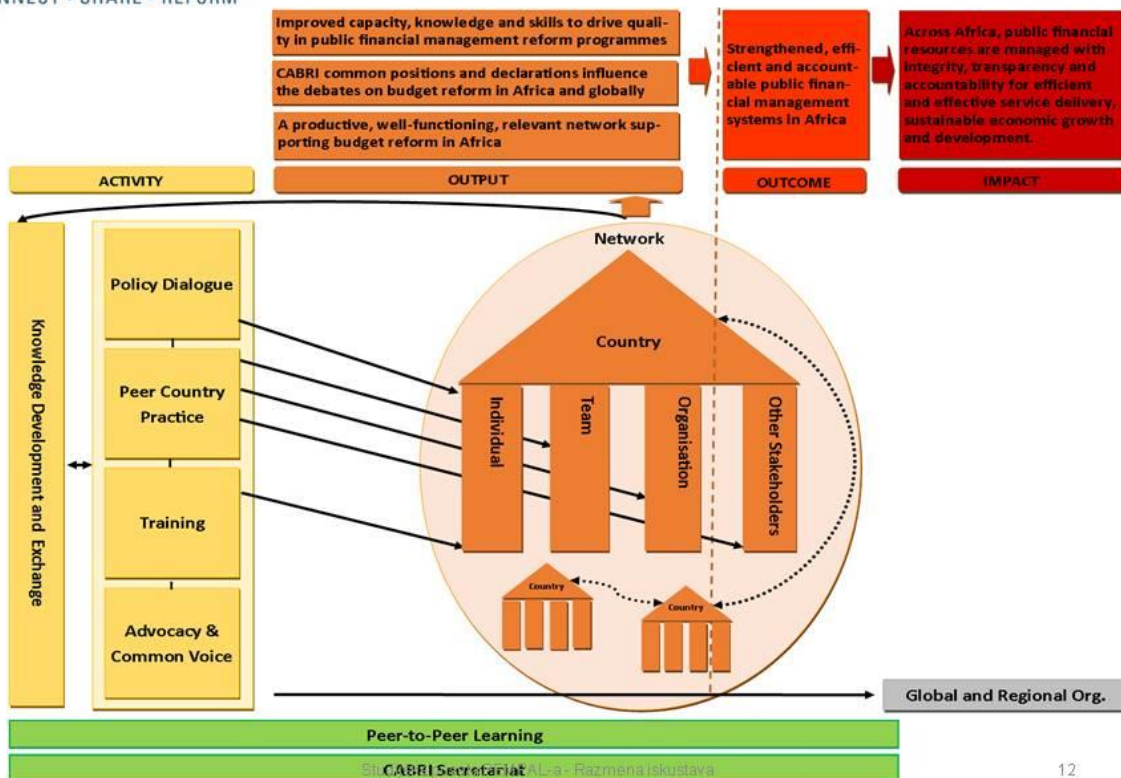 NNECT · SHARE · REFORM
Improved capacity, knowledge and skills to drive quali-
ty in public financial management reform programmes
CABRI common positions and declarations influence
the debates on budget reform in Africa and globally
A productive, well-functioning, relevant network sup-
porting budget reform in Africa
Strengthened, effi-
cient and account-
able public finan-
cial management
systems in Africa
Across Africa, public financial
resources are managed with
integrity, transparency and
accountability for efficient
and effective service delivery,
sustainable economic growth
and development.
ACTIVITY
OUTPUT
OUTCOME
IMPACT
Knowledge Development and Exchange
Policy Dialogue
Peer Country
Practice
Training
Advocacy &
Common Voice
Network
Country
Individual
Team
Organisation
Other Stakeholders
Country
Country
Global and Regional Org.
Peer-to-Peer Learning
CABRI Secretariat
AL-a - Razmena iskustava
12